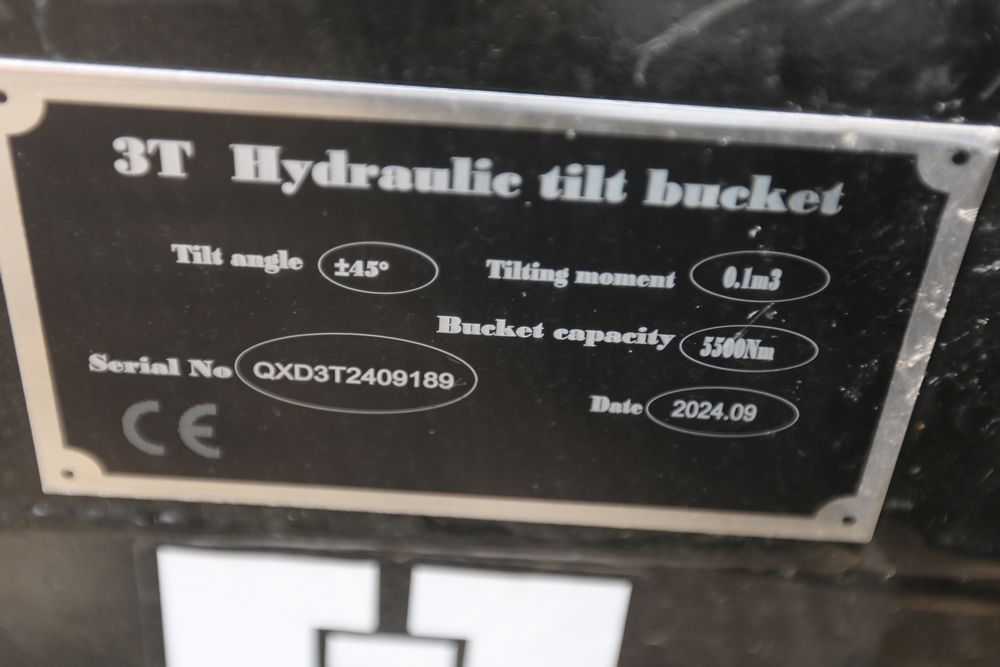 3T Hydraulic tilt bucket
Tilt angle ±45° Tilting moment 0.1m3
Bucket capacity 5500Nm
Serial No QXD3T2409189
Date 2024.09
CE